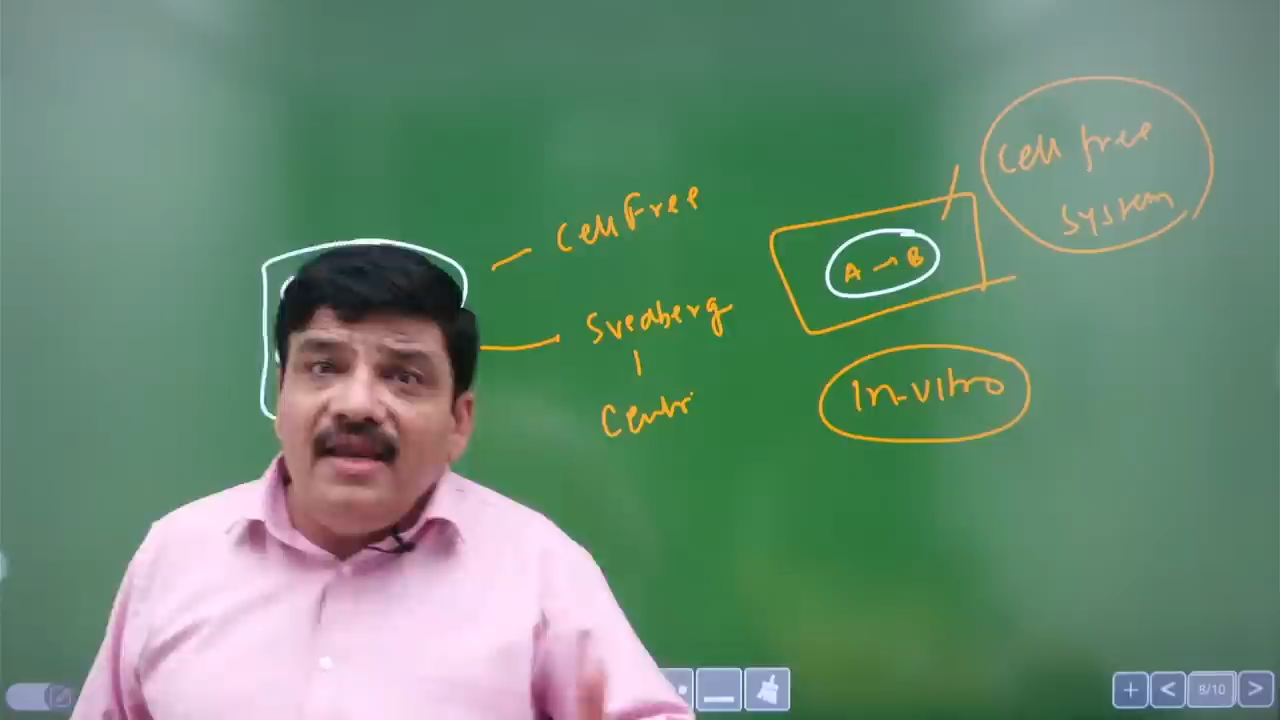 Cell Free
Svedberg
Centri
A → B
Cell free
system
In-vitro
8/10